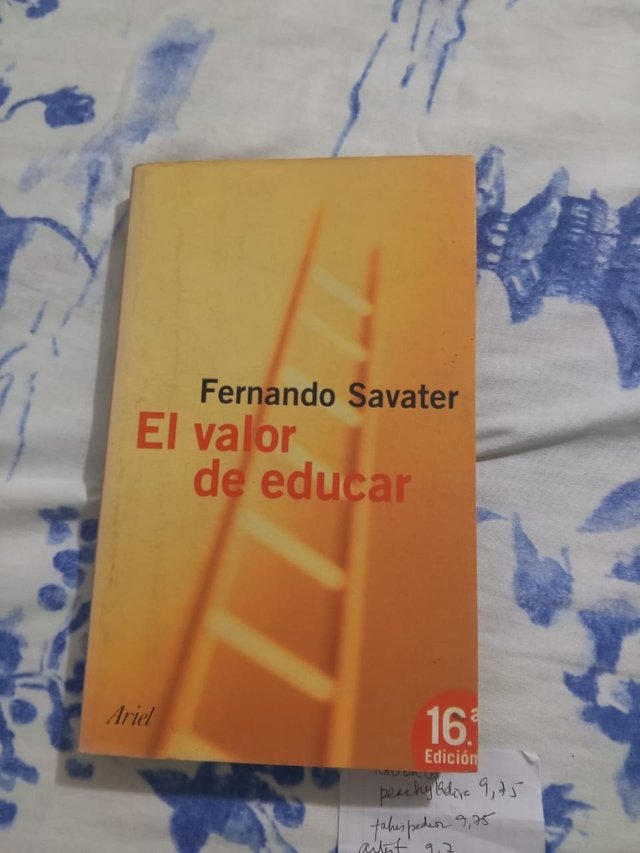 Fernando Savater
El valor
de educar
Ariel
16.ª
Edición
9,75
9,75
9,7